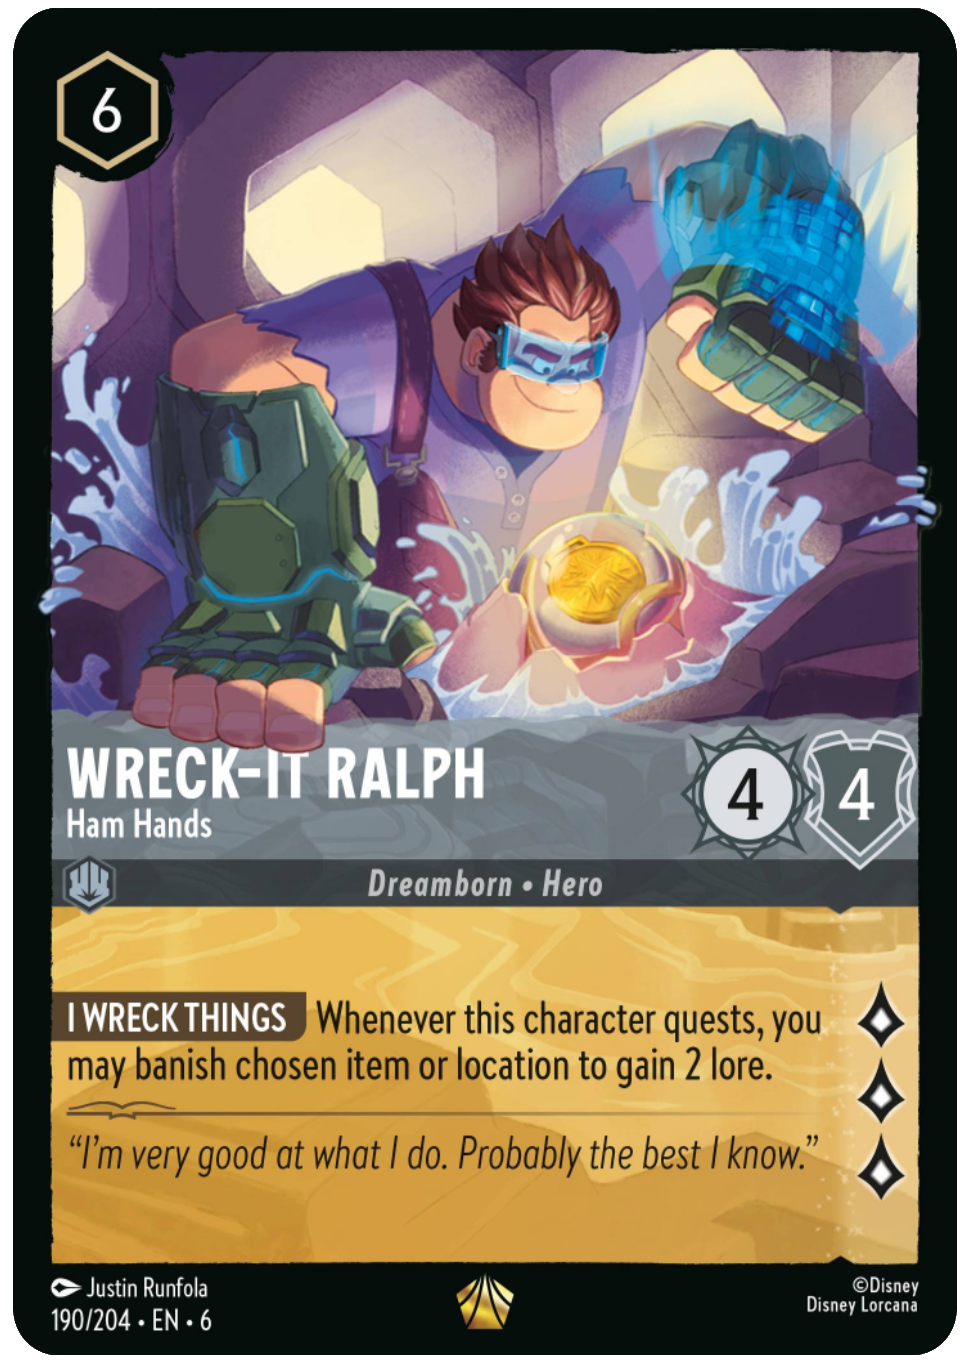 6
WRECK-IT RALPH
Ham Hands
4
4
Dreamborn • Hero
I WRECK THINGS Whenever this character quests, you
may banish chosen item or location to gain 2 lore.
“I’m very good at what I do. Probably the best I know.”
Justin Runfola
190/204 • EN • 6
©Disney
Disney Lorcana